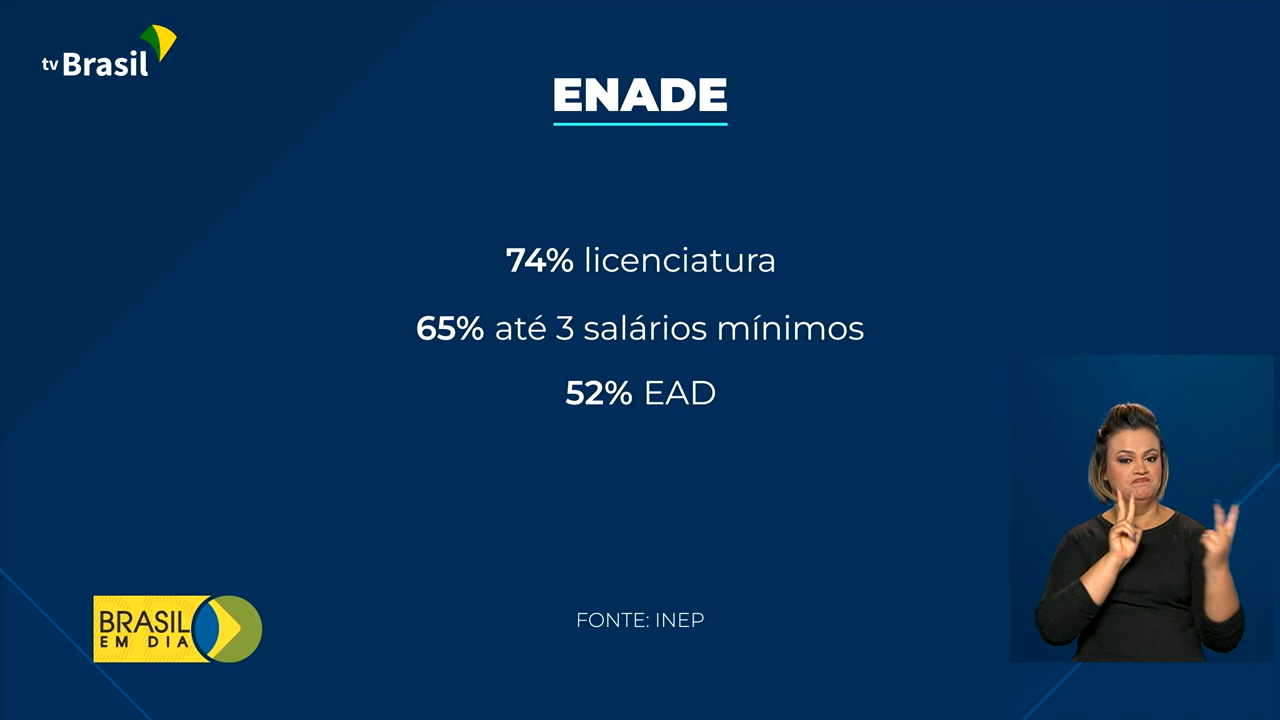 tv Brasil
ENADE
74% licenciatura
65% até 3 salários mínimos
52% EAD
BRASIL
EM DIA
FONTE: INEP